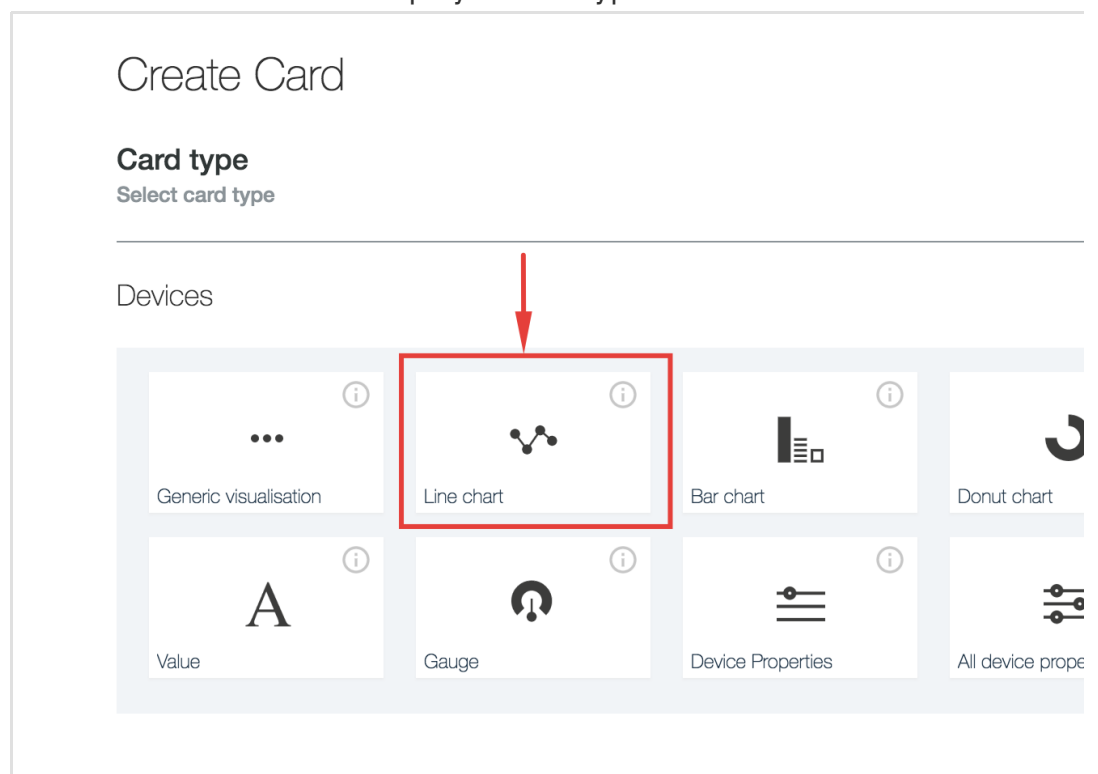 Create Card
Card type
Select card type
Devices
Generic visualisation
Line chart
Bar chart
Donut chart
A
Value
Gauge
Device Properties
All device prope